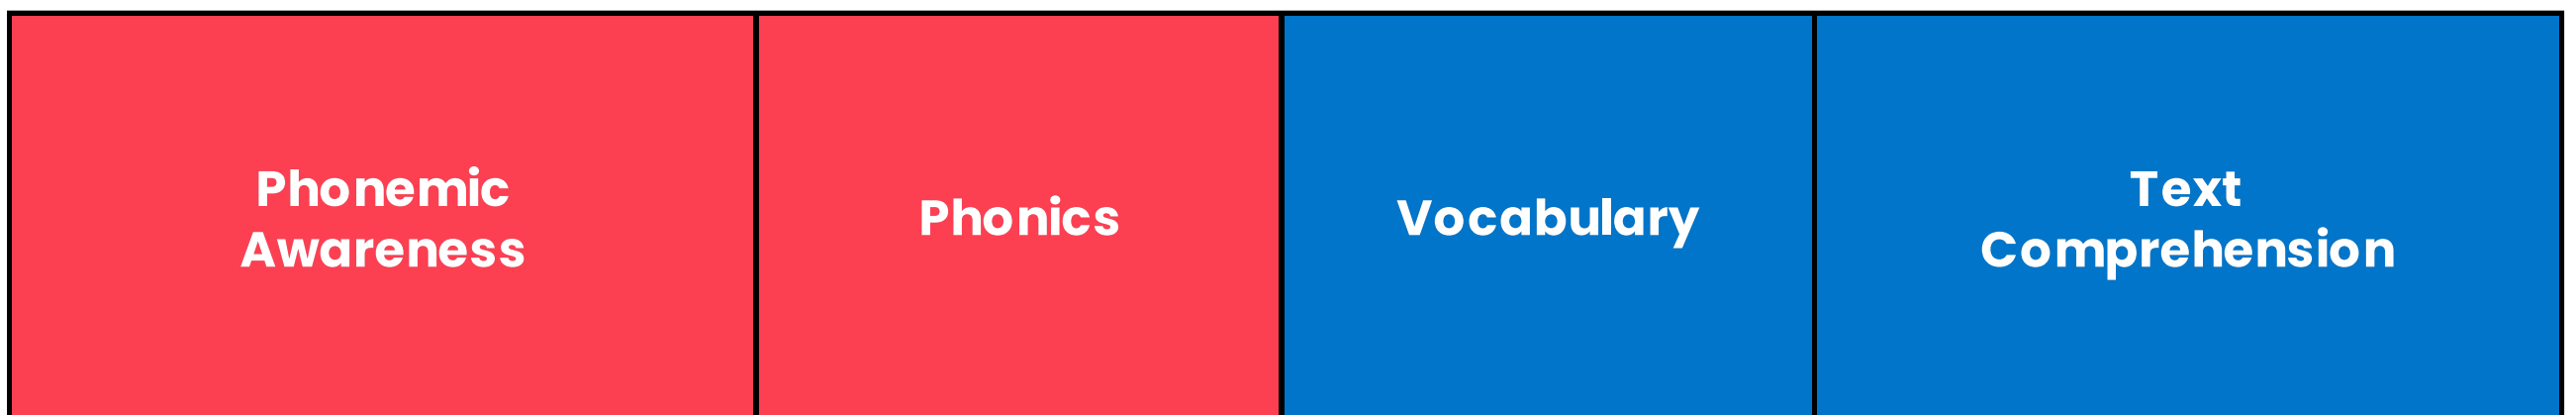 Phonemic
Awareness
Phonics
Vocabulary
Text
Comprehension